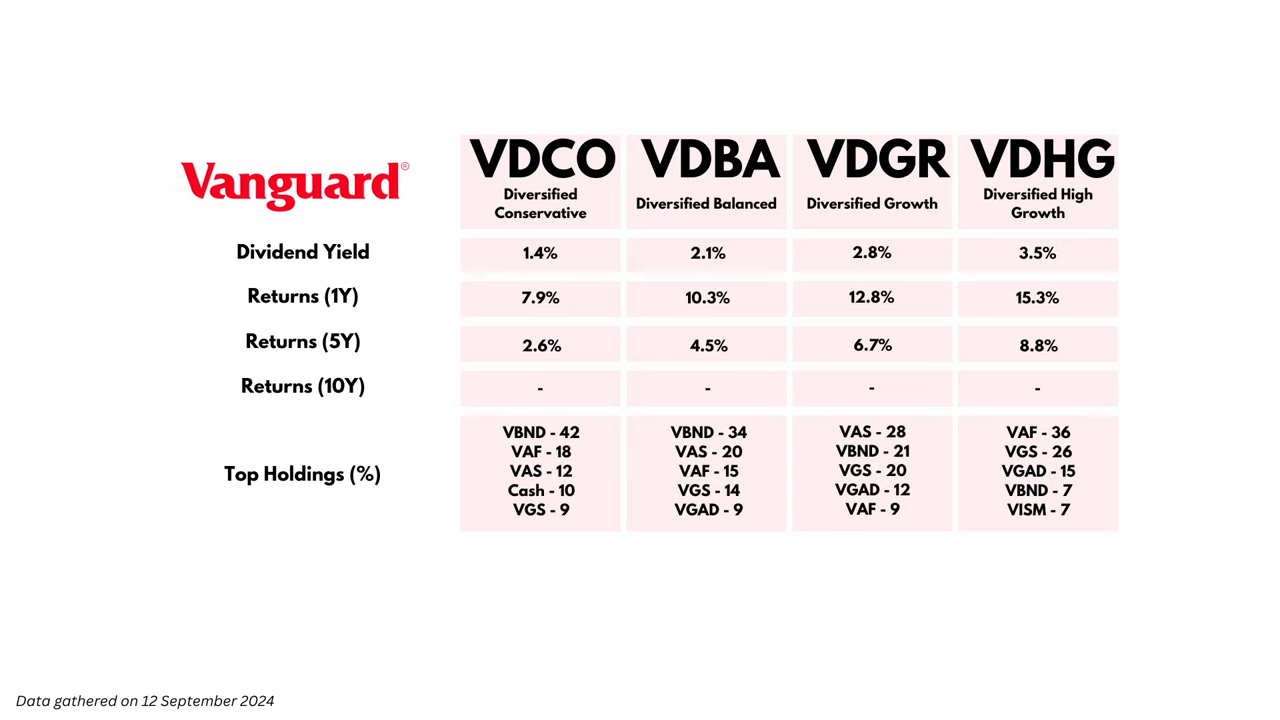 Vanguard®
VDCO VDBA VDGR VDHG
Diversified Conservative Diversified Balanced Diversified Growth Diversified High Growth
Dividend Yield 1.4% 2.1% 2.8% 3.5%
Returns (1Y) 7.9% 10.3% 12.8% 15.3%
Returns (5Y) 2.6% 4.5% 6.7% 8.8%
Returns (10Y) - - - -
Top Holdings (%)
VBND - 42 VBND - 34 VAS - 28 VAF - 36
VAF - 18 VAS - 20 VBND - 21 VGS - 26
VAS - 12 VAF - 15 VGS - 20 VGAD - 15
Cash - 10 VGS - 14 VGAD - 12 VBND - 7
VGS - 9 VGAD - 9 VAF - 9 VISM - 7
Data gathered on 12 September 2024